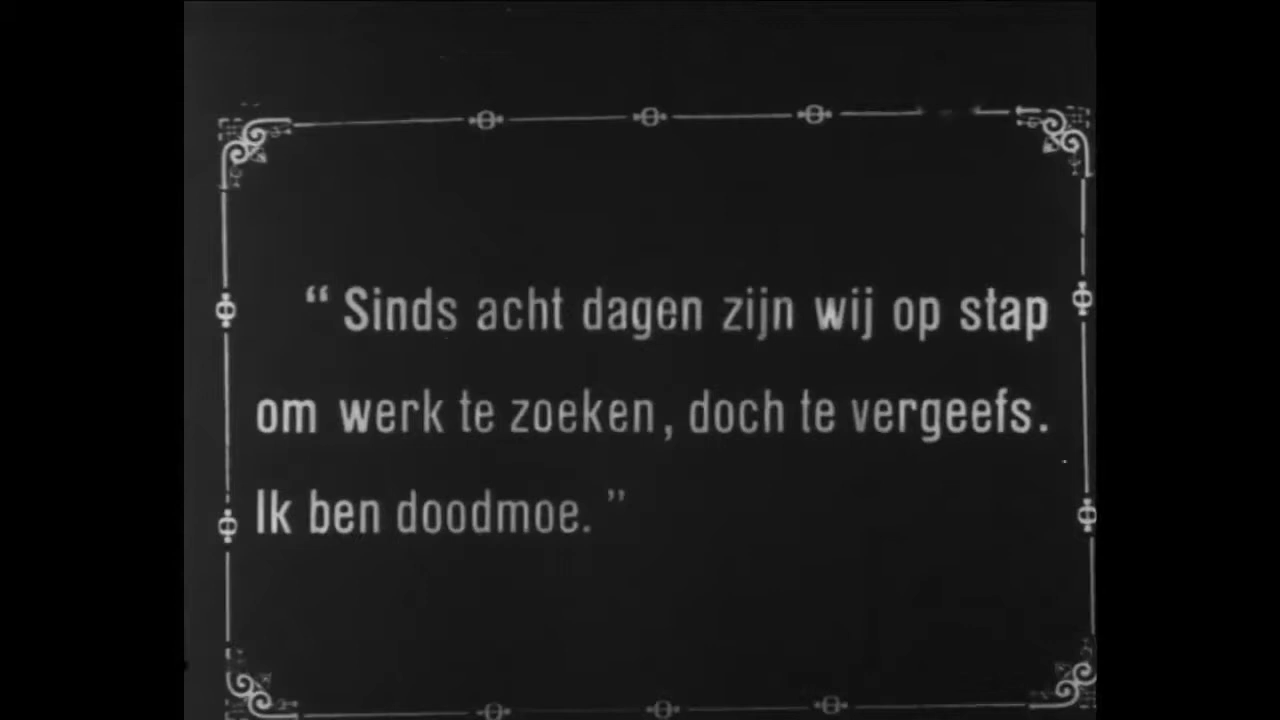 “ Sinds acht dagen zijn wij op stap
om werk te zoeken, doch te vergeefs.
Ik ben doodmoe. ”